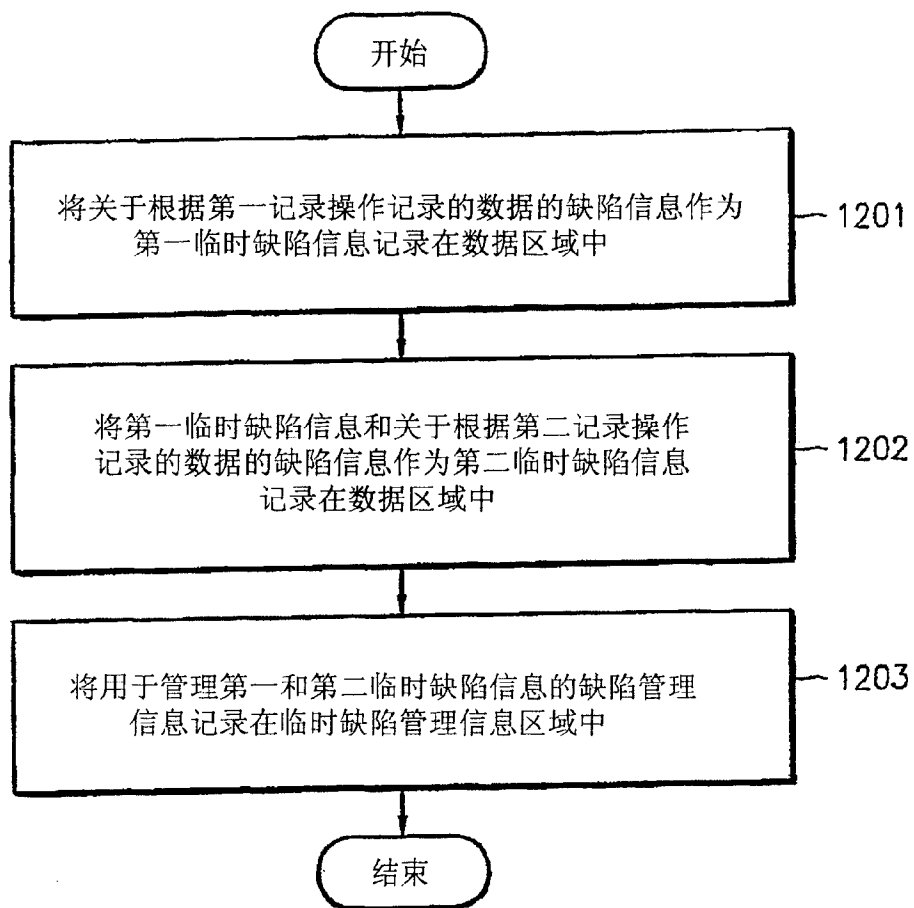 开始
将关于根据第一记录操作记录的数据的缺陷信息作为
第一临时缺陷信息记录在数据区域中
1201
将第一临时缺陷信息和关于根据第二记录操作
记录的数据的缺陷信息作为第二临时缺陷信息
记录在数据区域中
1202
将用于管理第一和第二临时缺陷信息的缺陷管理
信息记录在临时缺陷管理信息区域中
1203
结束